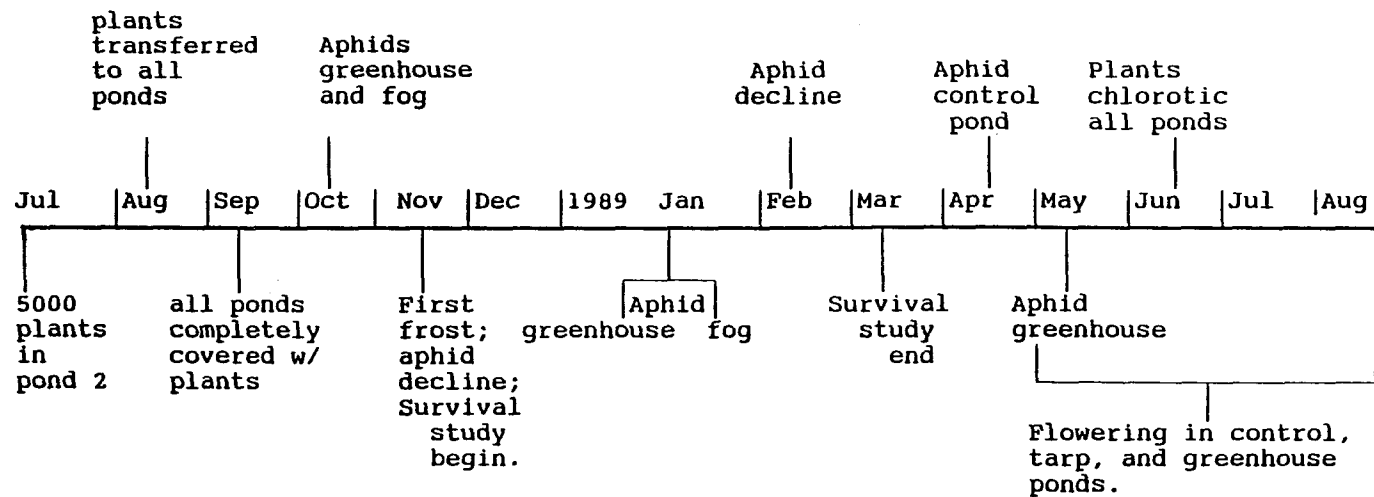 plants
transferred
to all
ponds
Aphids
greenhouse
and fog
Aphid
decline
Aphid
control
pond
Plants
chlorotic
all ponds
Jul |Aug |Sep |Oct | Nov |Dec |1989 Jan |Feb |Mar |Apr |May |Jun |Jul |Aug
5000
plants
in
pond 2
all ponds
completely
covered w/
plants
First
frost;
aphid
decline;
Survival
study
begin.
Aphid
greenhouse fog
Survival
study
end
Aphid
greenhouse
Flowering in control,
tarp, and greenhouse
ponds.